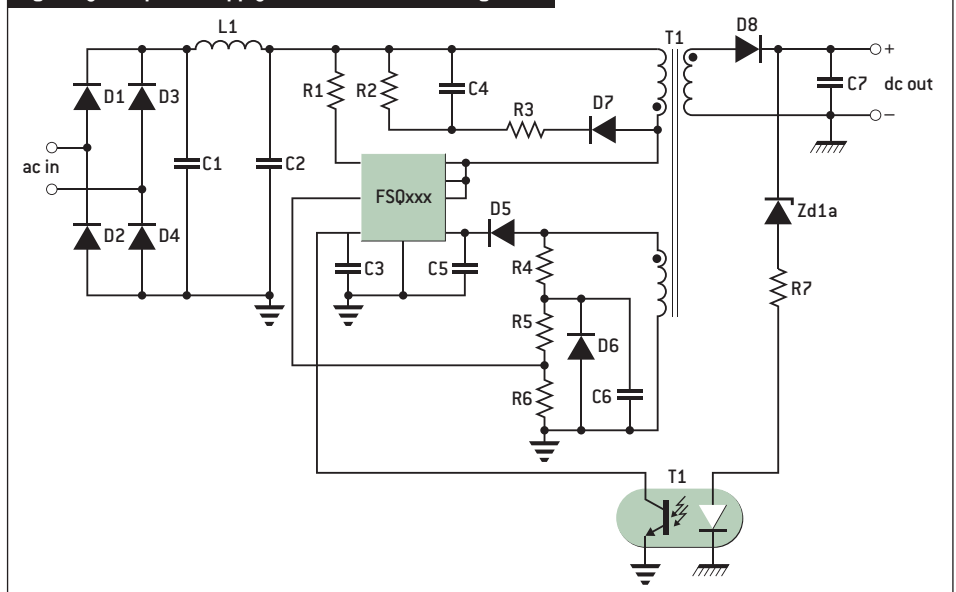 L1
T1
D8
+
D1
D3
R1
R2
C4
R3
D7
C7
dc out
−
ac in
C1
C2
FSQxxx
D2
D4
D5
Zd1a
C3
C5
R4
R7
R5
D6
R6
C6
T1